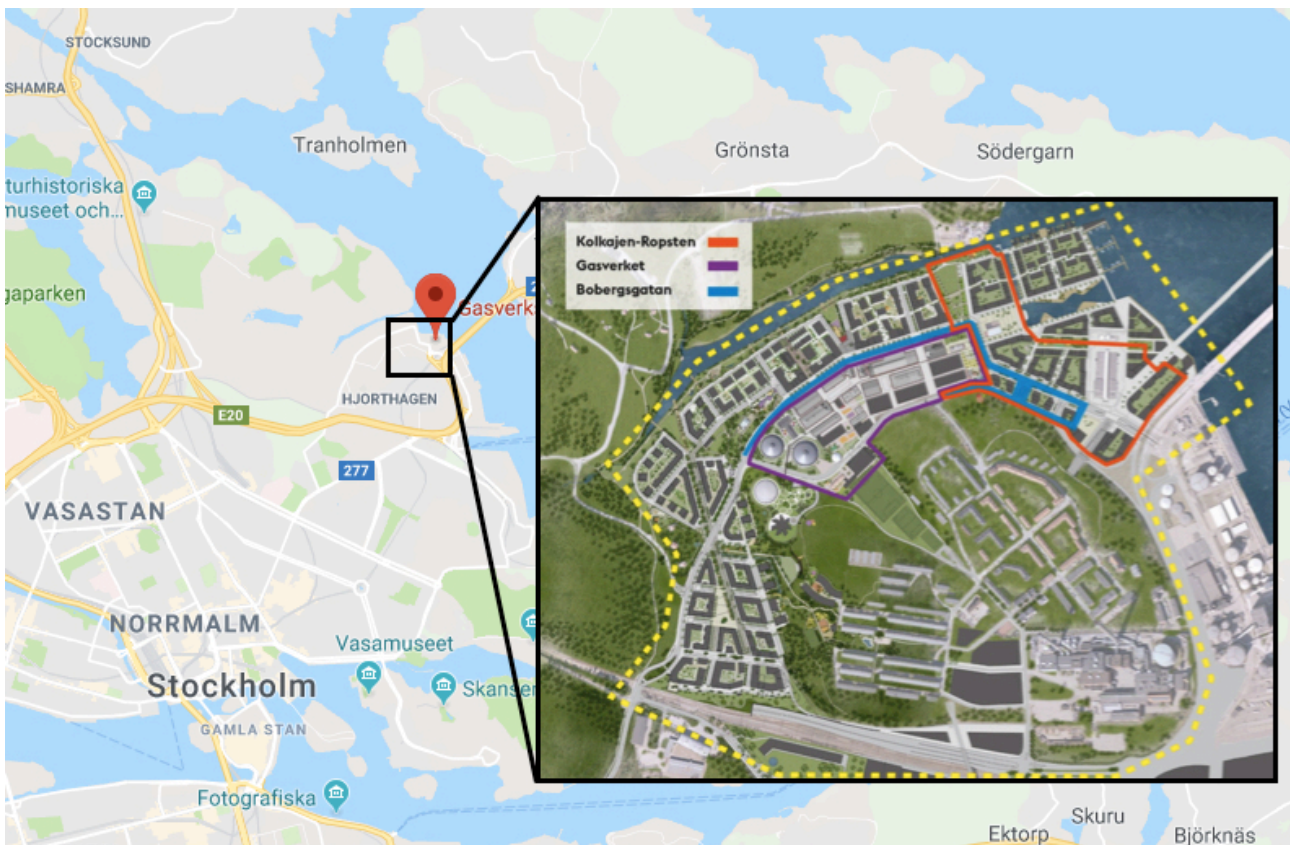 STOCKSUND
SHAMRA
Tranholmen
Grönsta
Södergarn
turhistoriska
museet och...
Kolkajen-Ropsten
Gasverket
Bobergsgatan
gaparken
Gasverks
HJORTHAGEN
E20
277
VASASTAN
NORRMALM
Vasamuseet
Stockholm
Skansen
GAMLA STAN
Fotografiska
Skuru
Ektorp
Björknäs